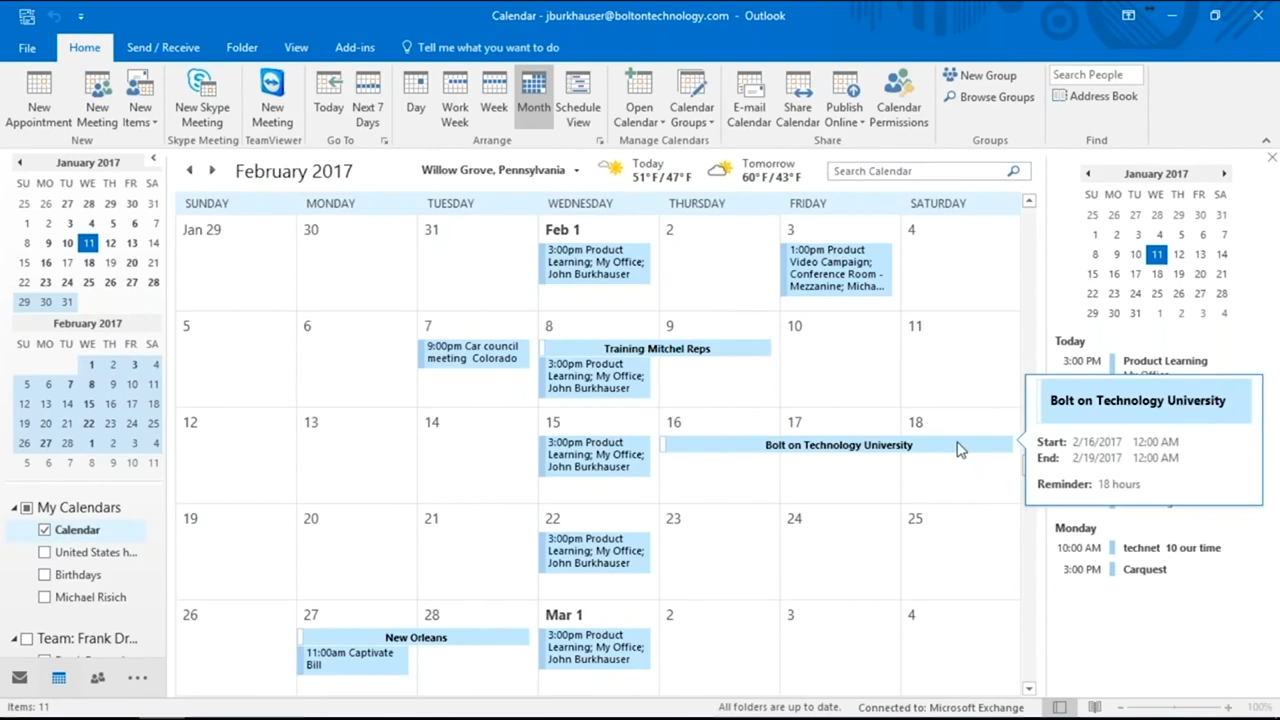 Calendar - jburkhauser@boltontechnology.com - Outlook
File Home Send / Receive Folder View Add-ins Tell me what you want to do
New Appointment
New Meeting
New Items
New Skype Meeting
New Meeting
Today
Next 7 Days
Day
Work Week
Week
Month
Schedule View
Open Calendar
Calendar Groups
E-mail Calendar
Share Calendar
Publish Online
Calendar Permissions
New Group
Browse Groups
Search People
Address Book
New Skype Meeting TeamViewer Go To Arrange Manage Calendars Share Groups Find
January 2017
SU MO TU WE TH FR SA
25 26 27 28 29 30 31
1 2 3 4 5 6 7
8 9 10 11 12 13 14
15 16 17 18 19 20 21
22 23 24 25 26 27 28
29 30 31
February 2017
SU MO TU WE TH FR SA
1 2 3 4
5 6 7 8 9 10 11
12 13 14 15 16 17 18
19 20 21 22 23 24 25
26 27 28 1 2 3 4
5 6 7 8 9 10 11
My Calendars
Calendar
United States h...
Birthdays
Michael Risich
Team: Frank Dr...
February 2017
Willow Grove, Pennsylvania
Today
51°F/47°F
Tomorrow
60°F/43°F
Search Calendar
SUNDAY MONDAY TUESDAY WEDNESDAY THURSDAY FRIDAY SATURDAY
Jan 29 30 31 Feb 1 2 3 4
3:00pm Product
Learning; My Office;
John Burkhauser
1:00pm Product
Video Campaign;
Conference Room -
Mezzanine; Micha...
5 6 7 8 9 10 11
9:00pm Car council
meeting Colorado
Training Mitchel Reps
3:00pm Product
Learning; My Office;
John Burkhauser
12 13 14 15 16 17 18
3:00pm Product
Learning; My Office;
John Burkhauser
Bolt on Technology University
19 20 21 22 23 24 25
3:00pm Product
Learning; My Office;
John Burkhauser
26 27 28 Mar 1 2 3 4
New Orleans
11:00am Captivate
Bill
3:00pm Product
Learning; My Office;
John Burkhauser
January 2017
SU MO TU WE TH FR SA
25 26 27 28 29 30 31
1 2 3 4 5 6 7
8 9 10 11 12 13 14
15 16 17 18 19 20 21
22 23 24 25 26 27 28
29 30 31 1 2 3 4
Today
3:00 PM Product Learning
Bolt on Technology University
Start: 2/16/2017 12:00 AM
End: 2/19/2017 12:00 AM
Reminder: 18 hours
Monday
10:00 AM technet 10 our time
3:00 PM Carquest
Items: 11
All folders are up to date. Connected to: Microsoft Exchange 100%